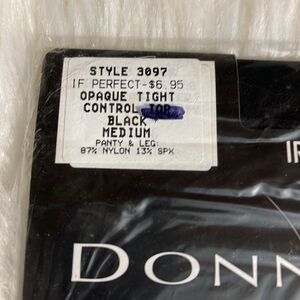 STYLE 3097
IF PERFECT-$6.95
OPAQUE TIGHT
CONTROL TOP
BLACK
MEDIUM
PANTY & LEG:
87% NYLON 13% SPX
DONN